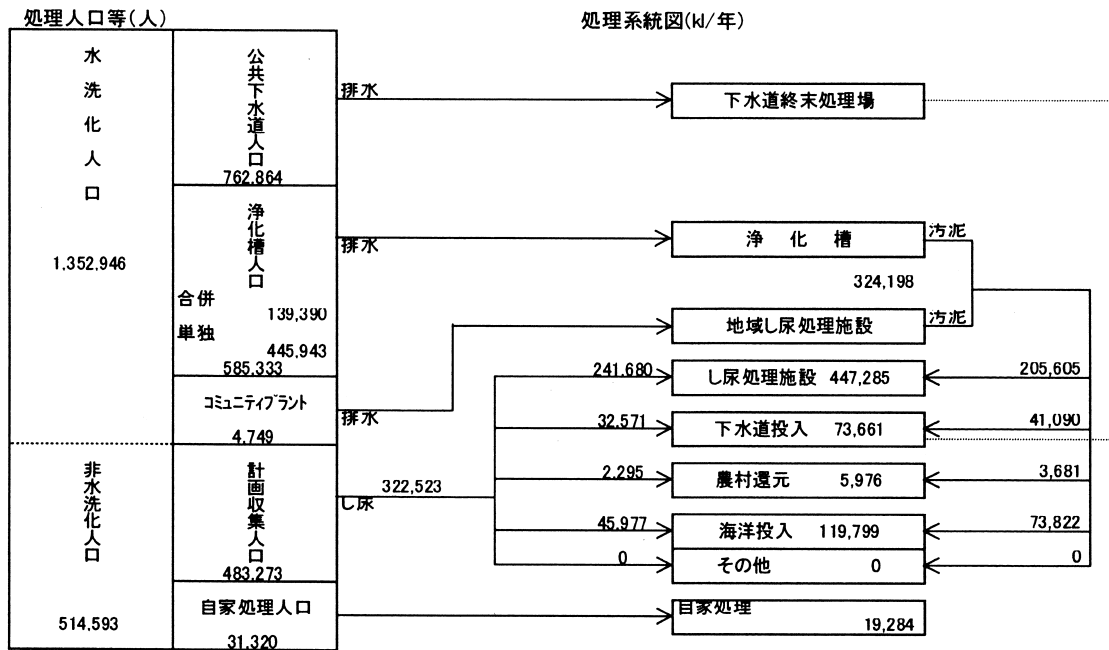 処理人口等(人)
処理系統図(kl/年)
水洗化人口
1,352,946
公共下水道人口
762,864
排水
下水道終末処理場
浄化槽人口
合併
139,390
単独
445,943
585,333
排水
浄化槽
汚泥
324,198
地域し尿処理施設
汚泥
コミュニティプラント
4,749
排水
241,680
し尿処理施設 447,285
205,605
32,571
下水道投入 73,661
41,090
非水洗化人口
514,593
計画収集人口
483,273
し尿
322,523
2,295
農村還元 5,976
3,681
45,977
海洋投入 119,799
73,822
0
その他 0
0
自家処理人口
31,320
自家処理
19,284